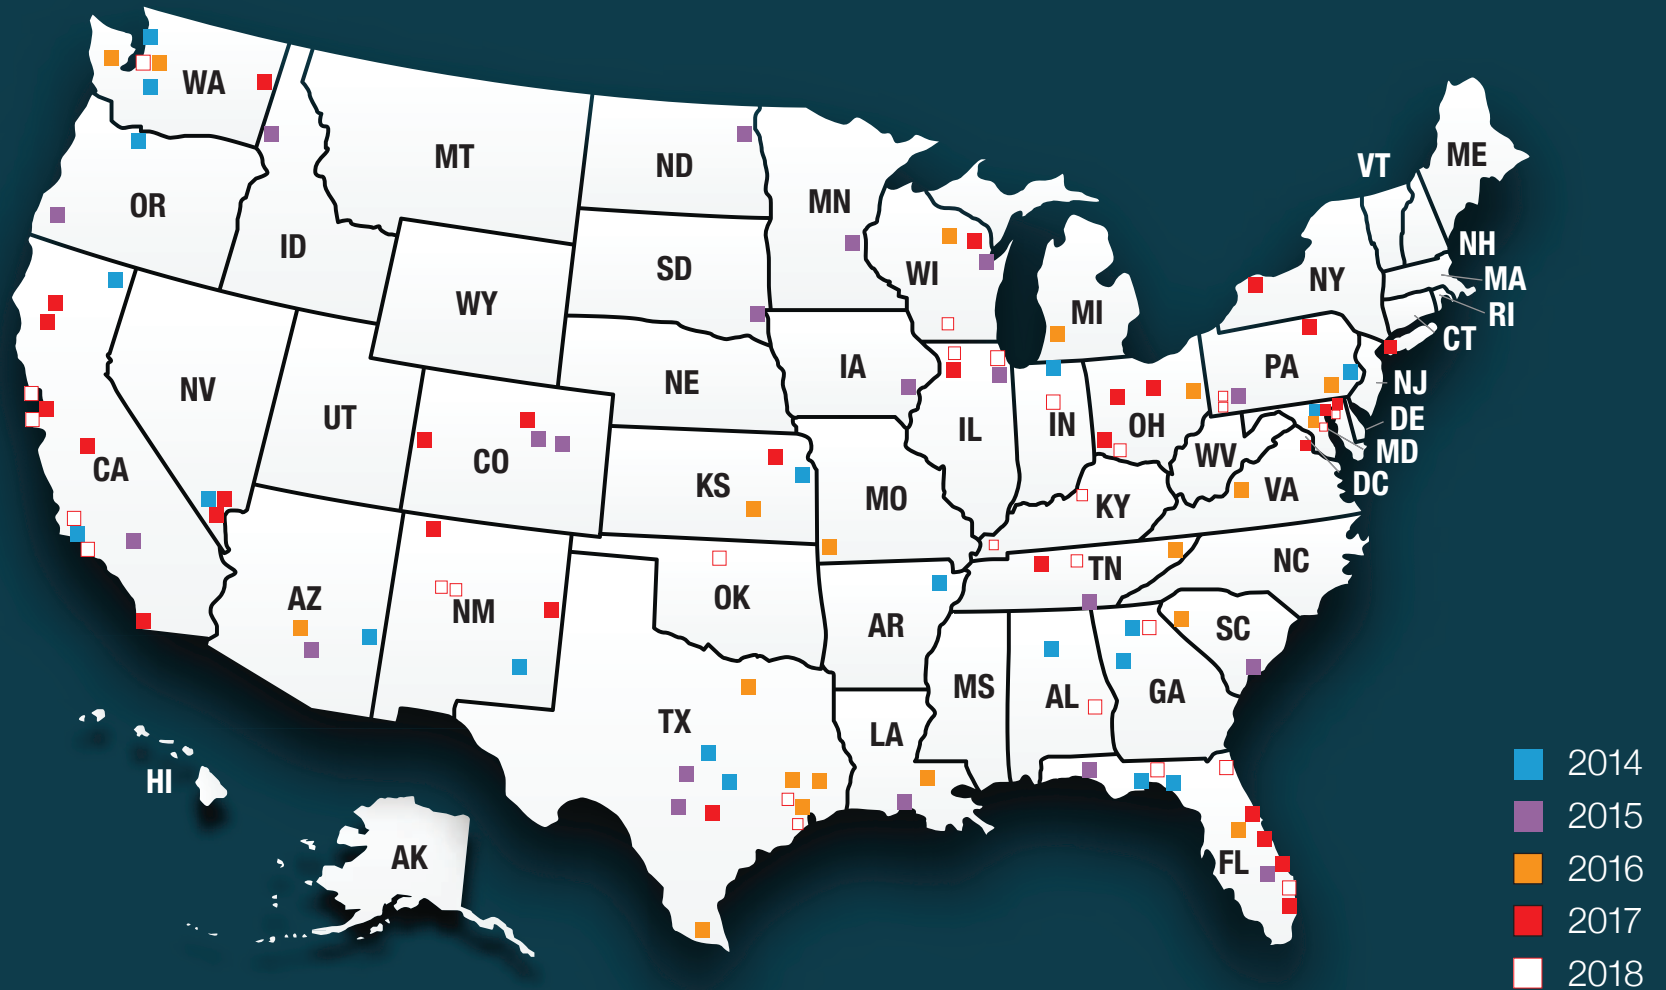 WA
MT
ND
MN
VT
ME
OR
ID
SD
WI
NH
NY
MA
WY
MI
RI
CT
NV
UT
NE
IA
PA
NJ
IL
IN
OH
DE
CA
CO
KS
MO
WV
MD
DC
KY
VA
AZ
NM
OK
AR
TN
NC
TX
LA
MS
AL
GA
SC
HI
AK
FL
2014
2015
2016
2017
2018